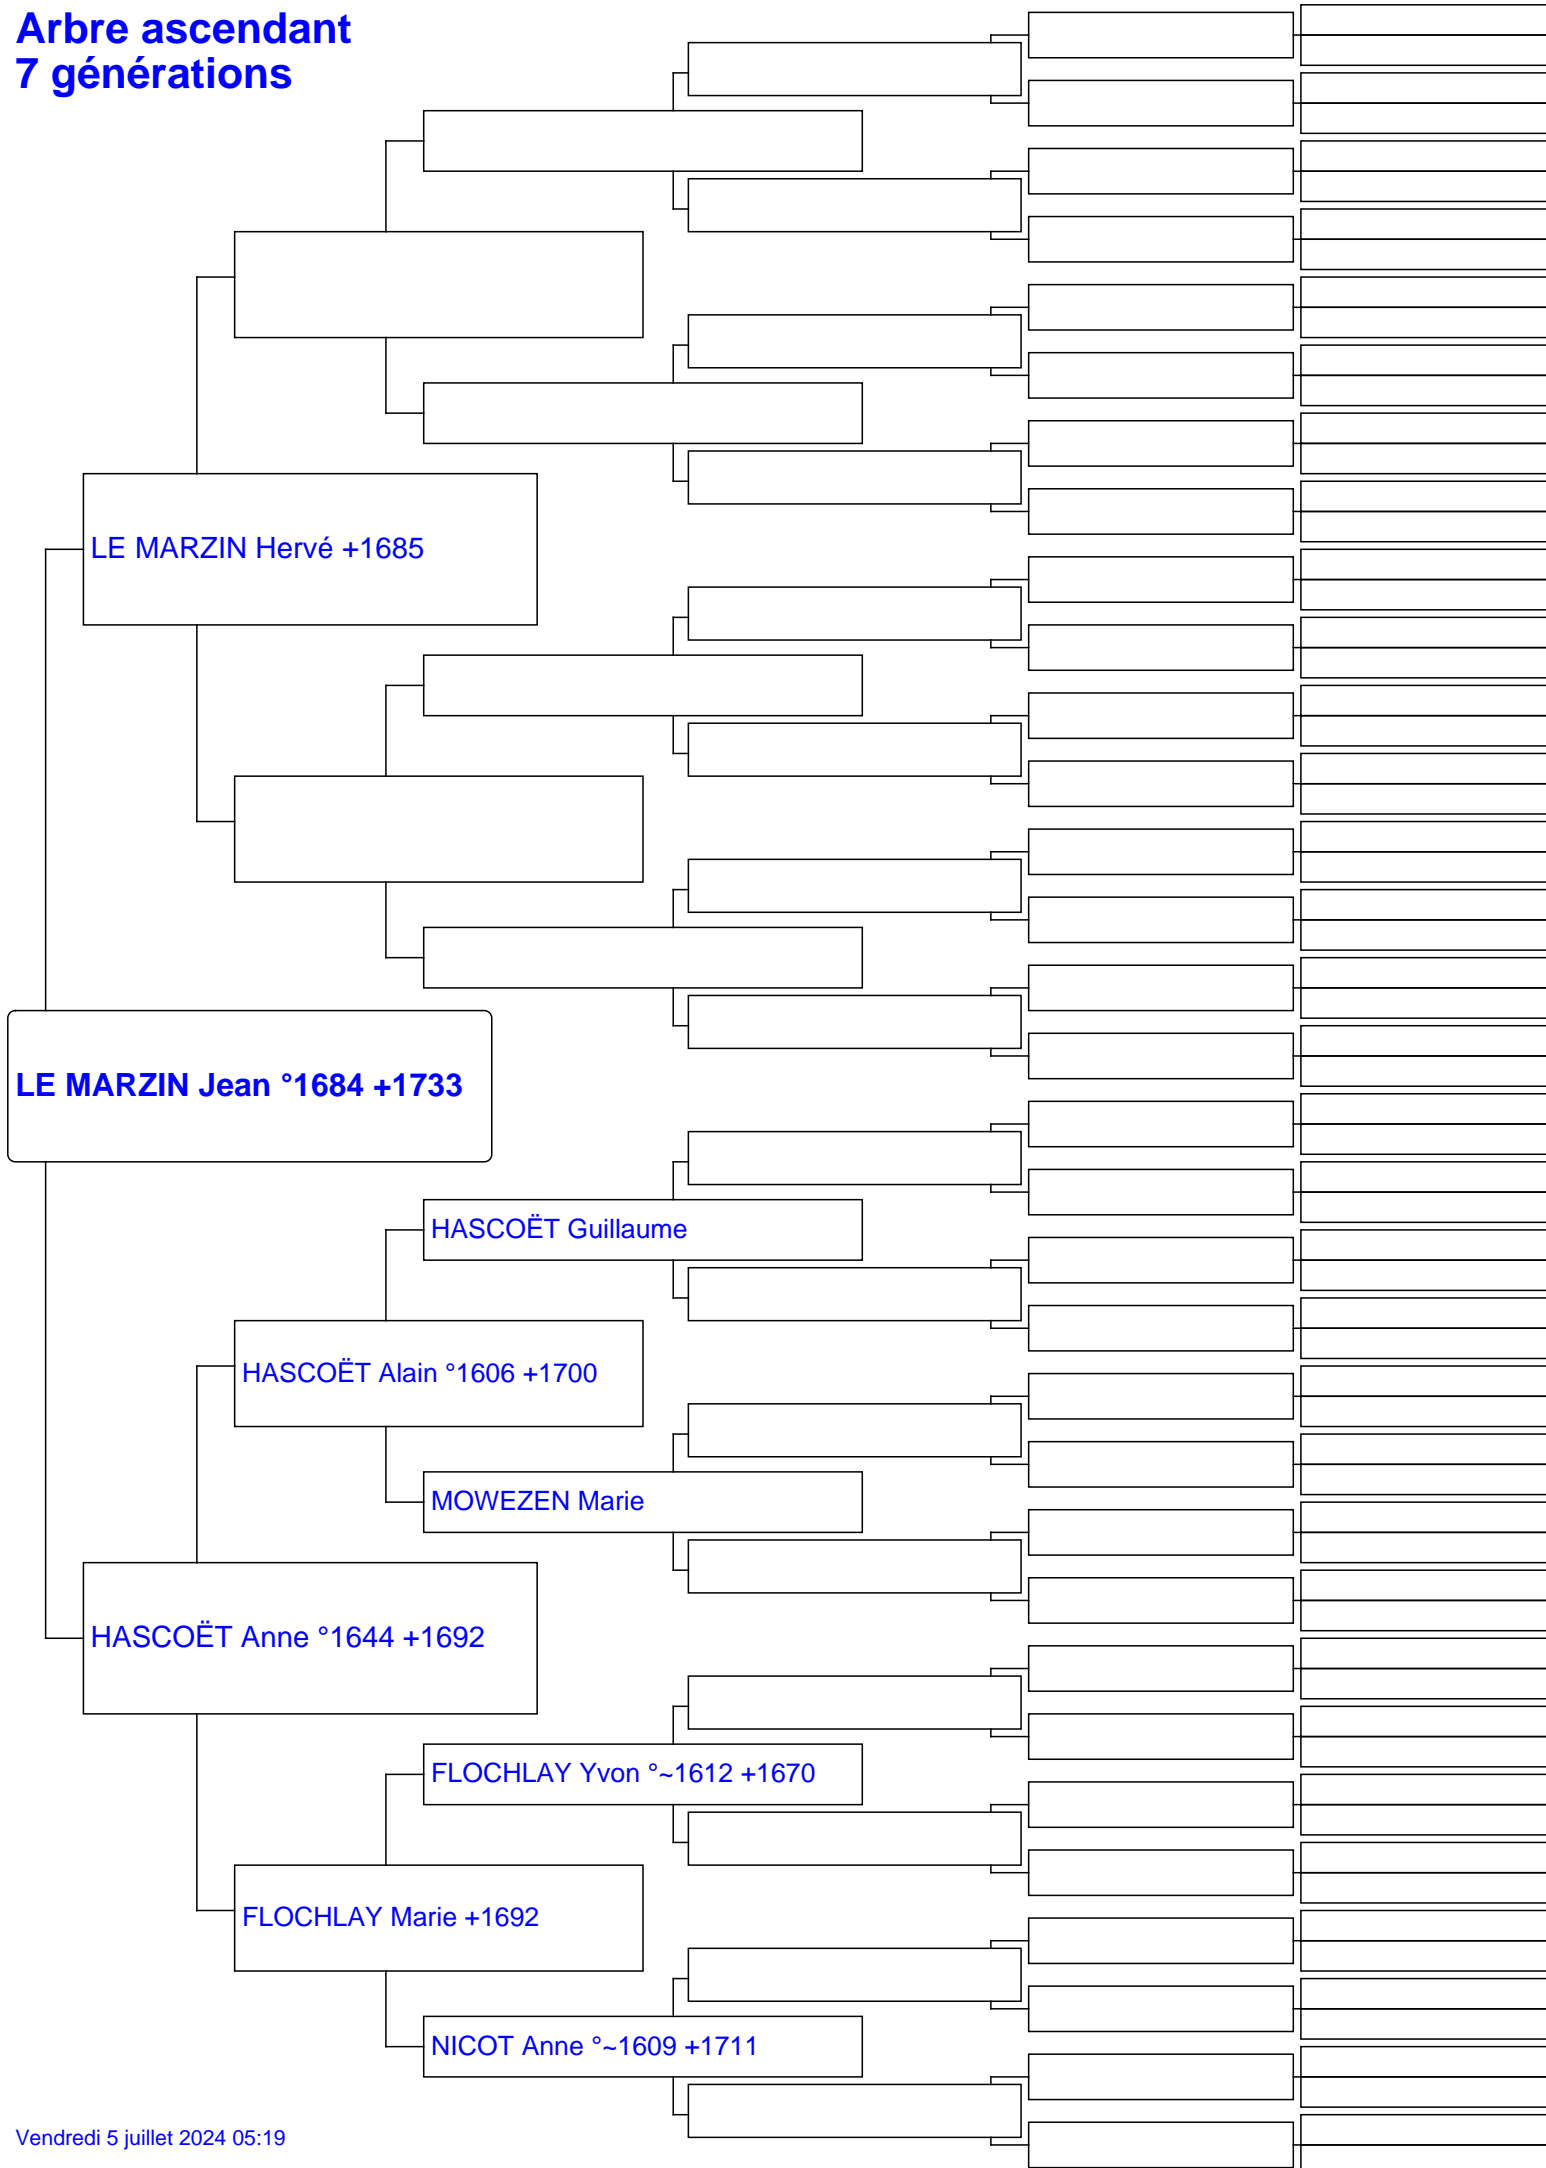 Arbre ascendant
7 générations
LE MARZIN Hervé +1685
LE MARZIN Jean °1684 +1733
HASCOËT Guillaume
HASCOËT Alain °1606 +1700
MOWEZEN Marie
HASCOËT Anne °1644 +1692
FLOCHLAY Yvon °~1612 +1670
FLOCHLAY Marie +1692
NICOT Anne °~1609 +1711
Vendredi 5 juillet 2024 05:19